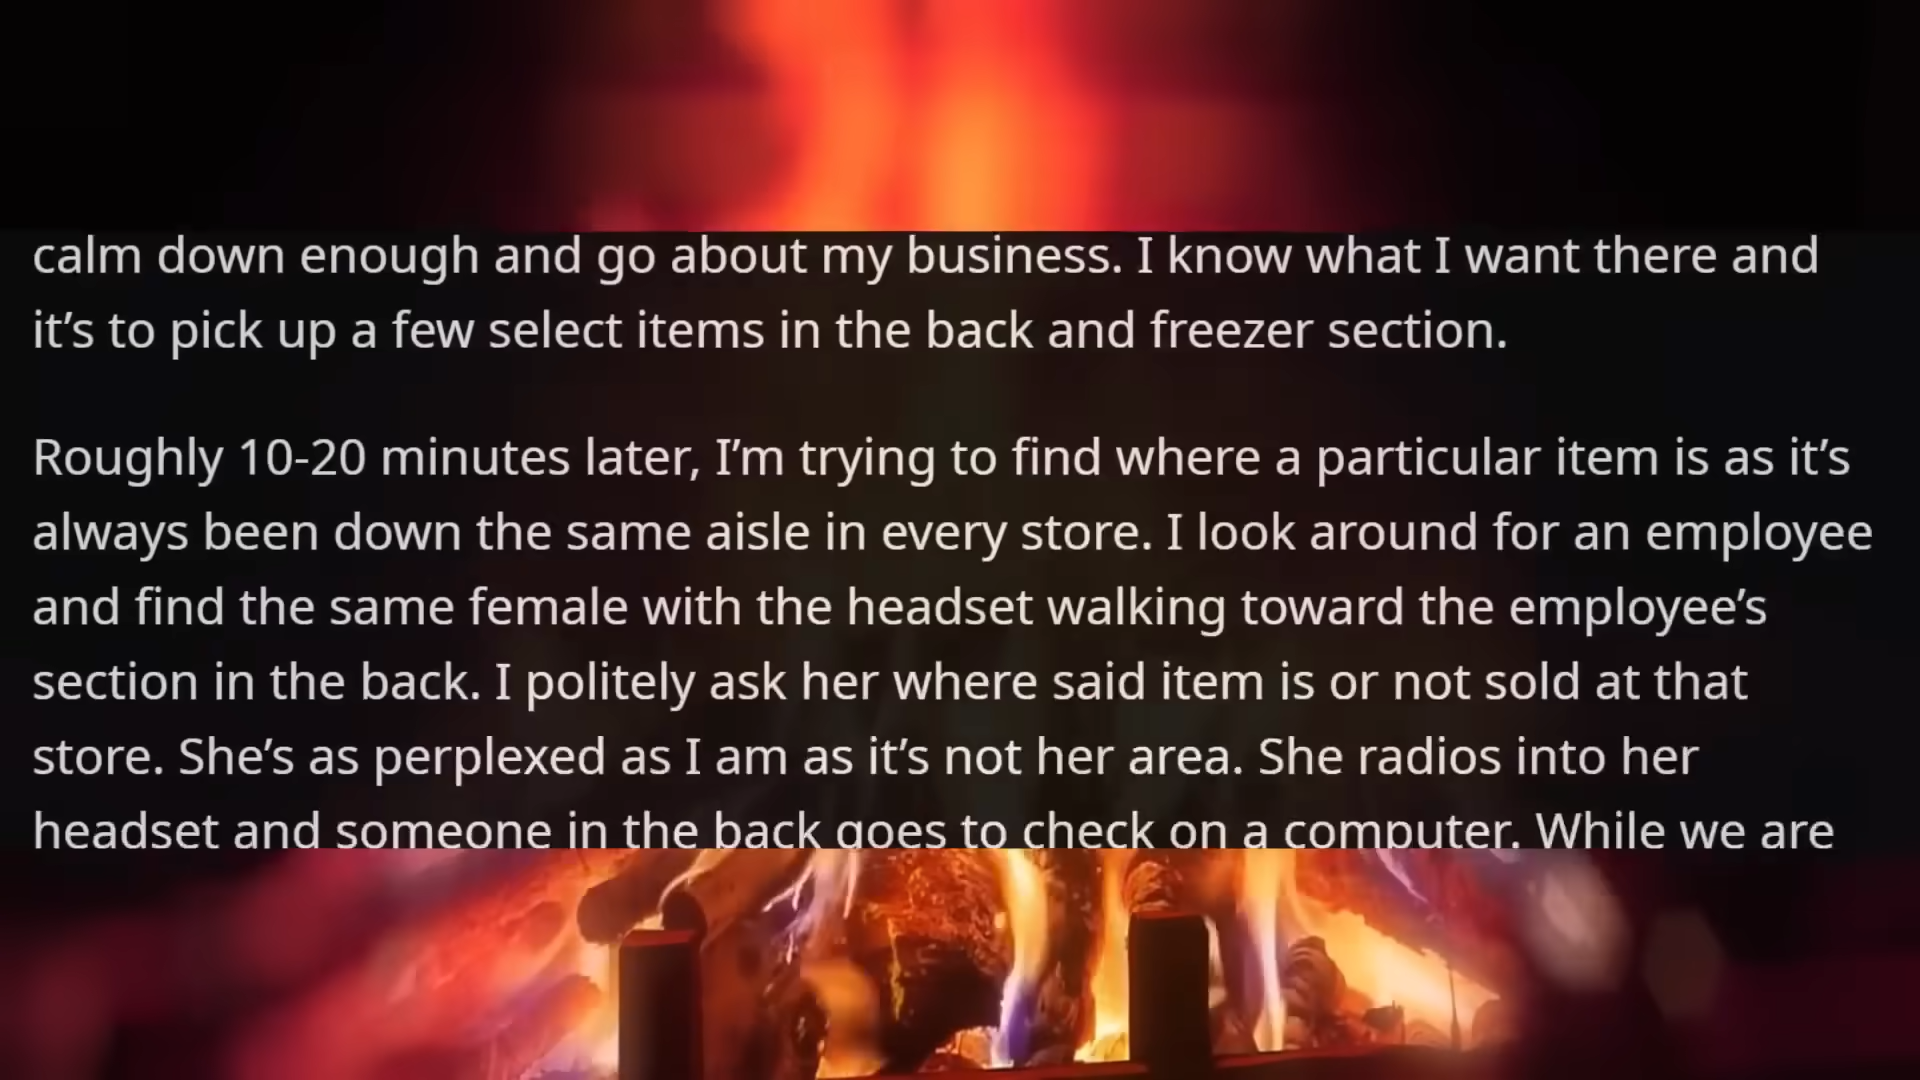 calm down enough and go about my business. I know what I want there and
it’s to pick up a few select items in the back and freezer section.
Roughly 10-20 minutes later, I’m trying to find where a particular item is as it’s
always been down the same aisle in every store. I look around for an employee
and find the same female with the headset walking toward the employee’s
section in the back. I politely ask her where said item is or not sold at that
store. She’s as perplexed as I am as it’s not her area. She radios into her
headset and someone in the back goes to check on a computer. While we are